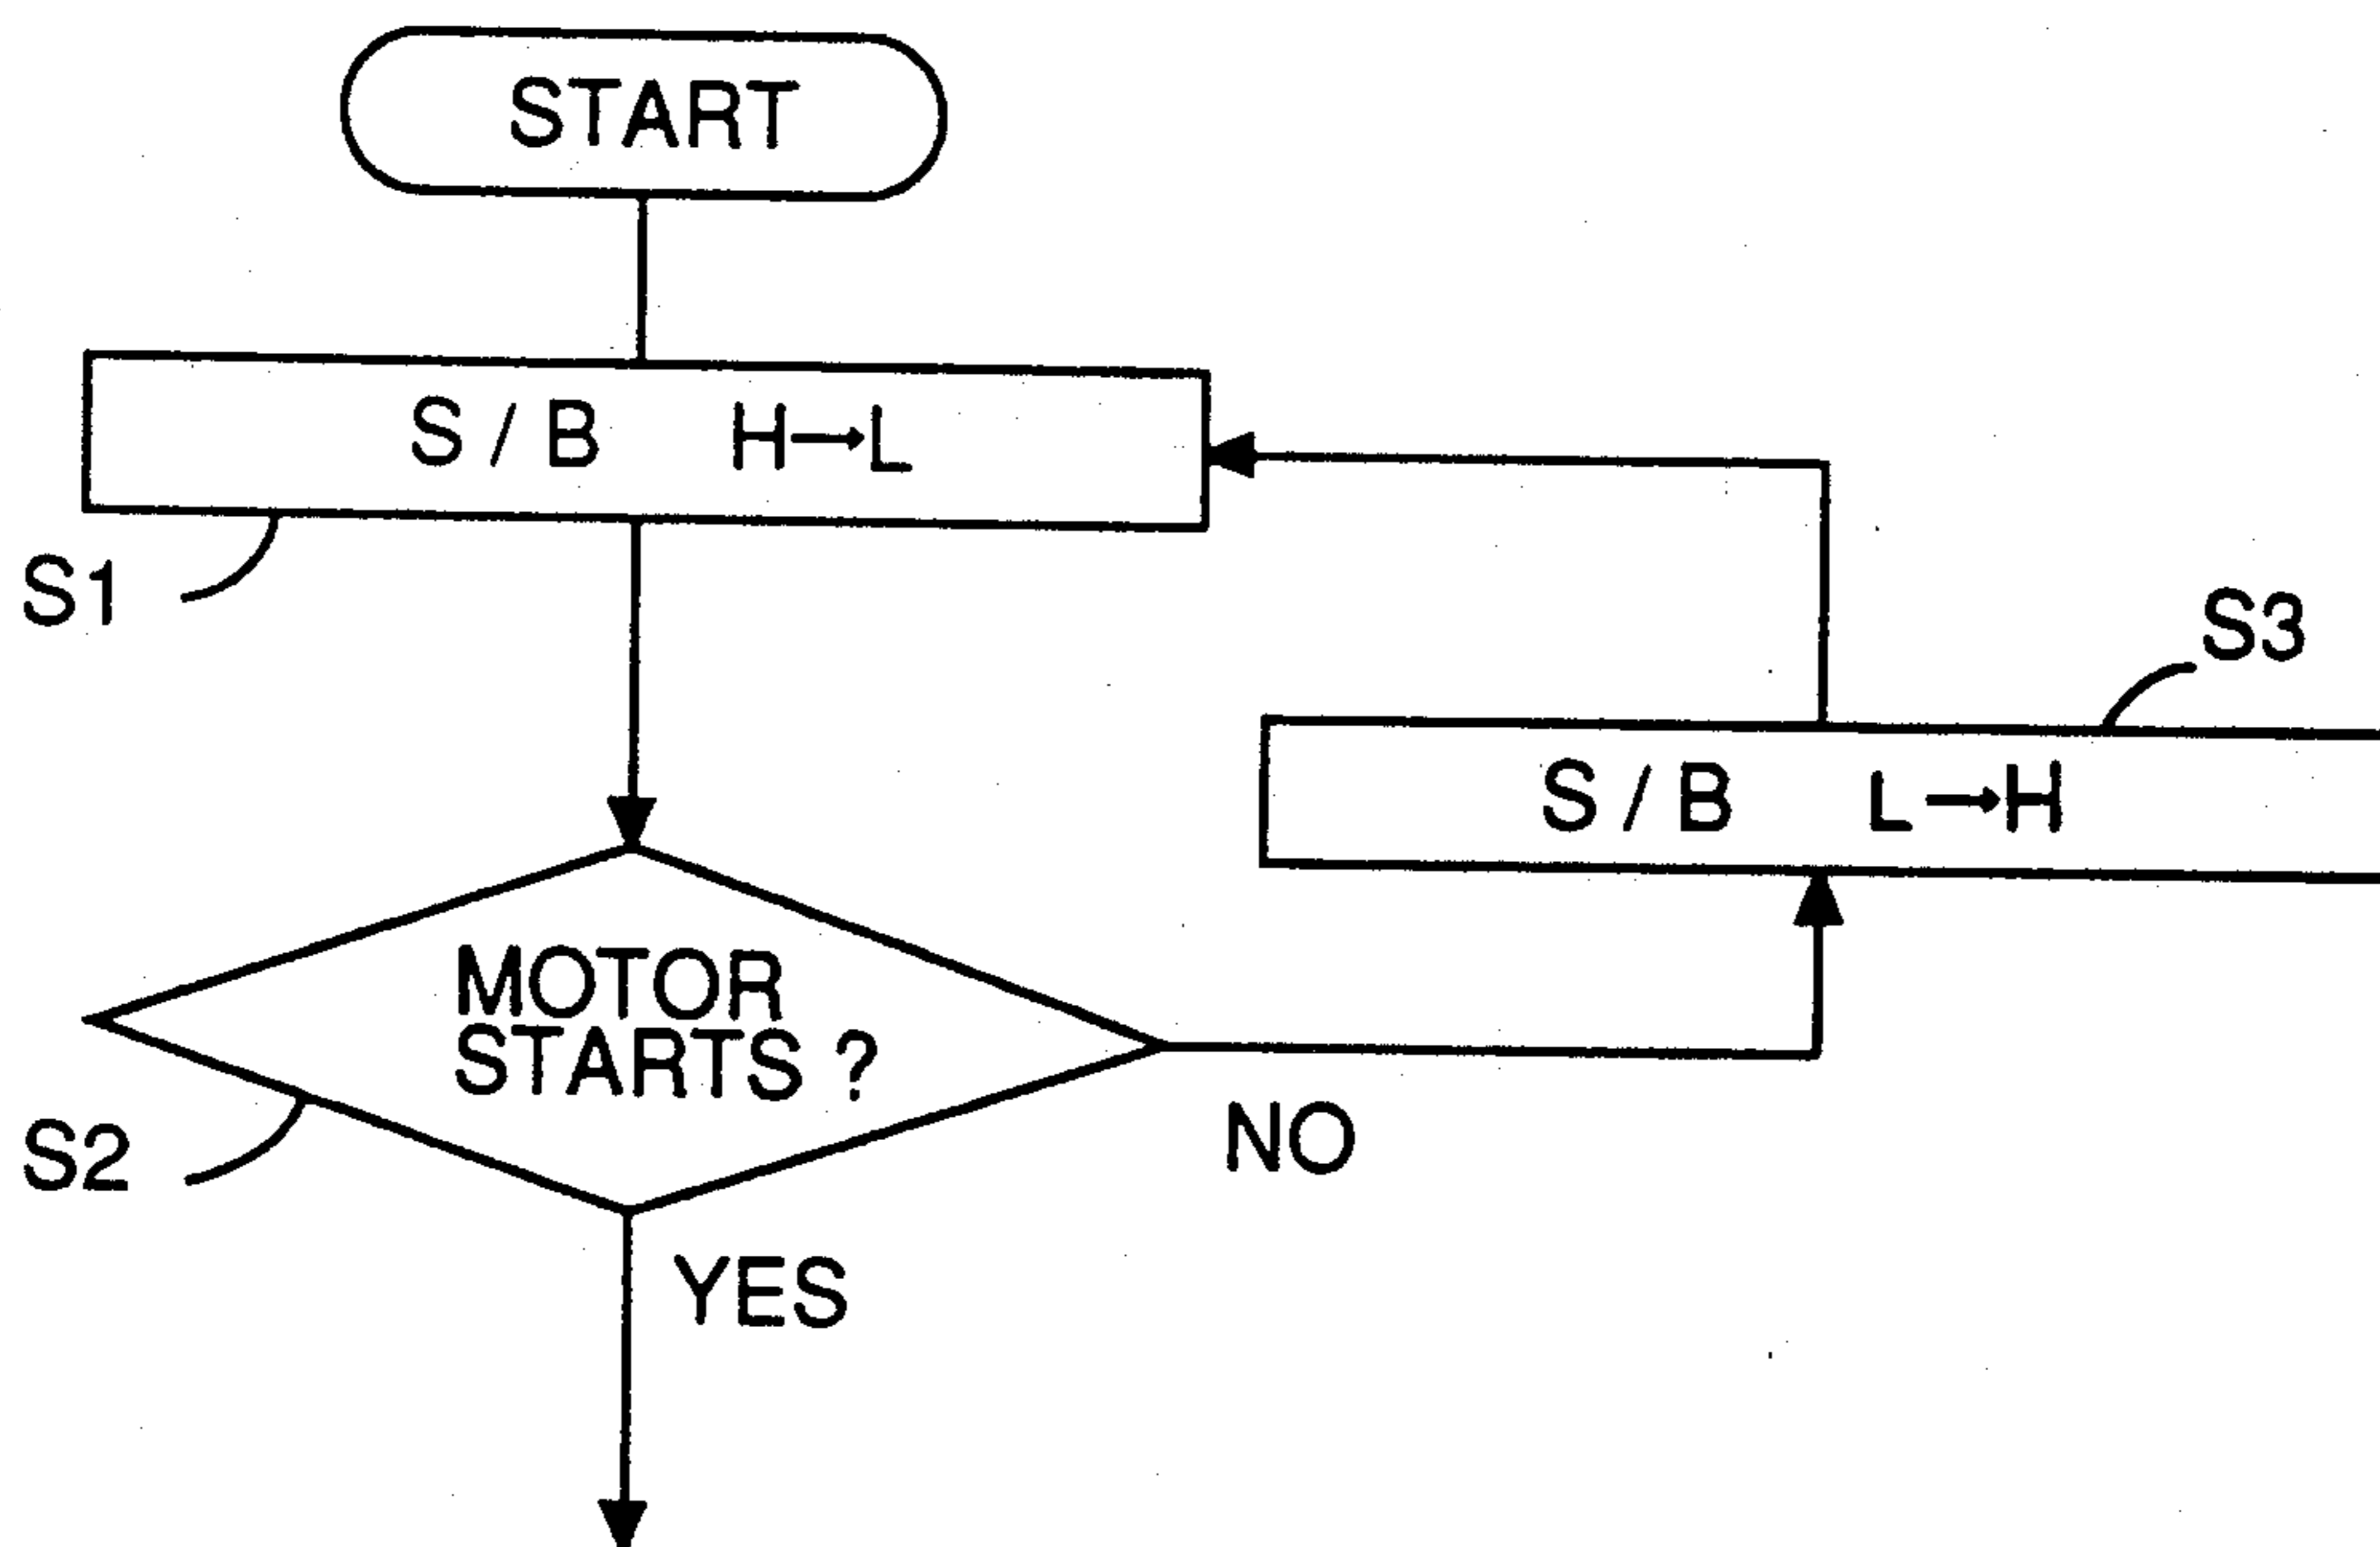 START
S / B H→L
S1
S3
S / B L→H
MOTOR
STARTS ?
S2
NO
YES